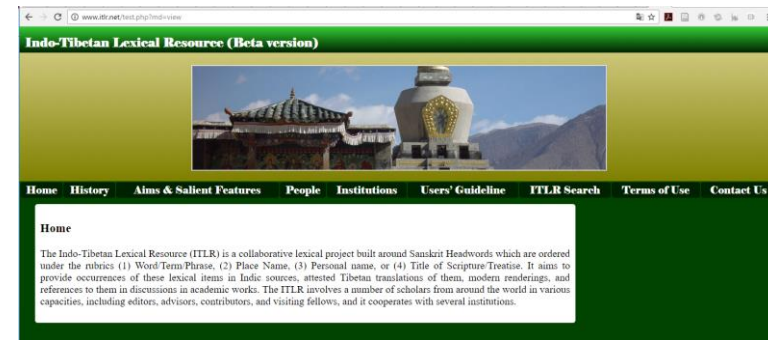 www.itlr.net/test.php?md=view
Indo-Tibetan Lexical Resource (Beta version)
Home History Aims & Salient Features People Institutions Users' Guideline ITLR Search Terms of Use Contact Us
Home
The Indo-Tibetan Lexical Resource (ITLR) is a collaborative lexical project built around Sanskrit Headwords which are ordered
under the rubrics (1) Word/Term/Phrase, (2) Place Name, (3) Personal name, or (4) Title of Scripture/Treatise. It aims to
provide occurrences of these lexical items in Indic sources, attested Tibetan translations of them, modern renderings, and
references to them in discussions in academic works. The ITLR involves a number of scholars from around the world in various
capacities, including editors, advisors, contributors, and visiting fellows, and it cooperates with several institutions.